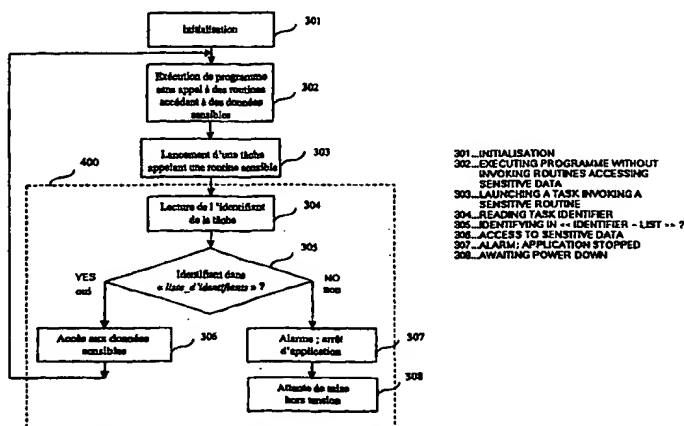 301
Initialisation
Exécution de programme
sans appel à des routines
accédant à des données
sensibles
302
Lancement d'une tâche
appelant une routine sensible
303
400
Lecture de l'identifiant
de la tâche
304
305
YES
oui
Identifiant dans
« liste_d'identifiants » ?
NO
non
Accès aux données
sensibles
306
Alarme ; arrêt
d'application
307
Attente de mise
hors tension
308
301...INITIALISATION
302...EXECUTING PROGRAMME WITHOUT
INVOKING ROUTINES ACCESSING
SENSITIVE DATA
303...LAUNCHING A TASK INVOKING A
SENSITIVE ROUTINE
304...READING TASK IDENTIFIER
305...IDENTIFYING IN << IDENTIFIER - LIST >> ?
306...ACCESS TO SENSITIVE DATA
307...ALARM; APPLICATION STOPPED
308...AWAITING POWER DOWN